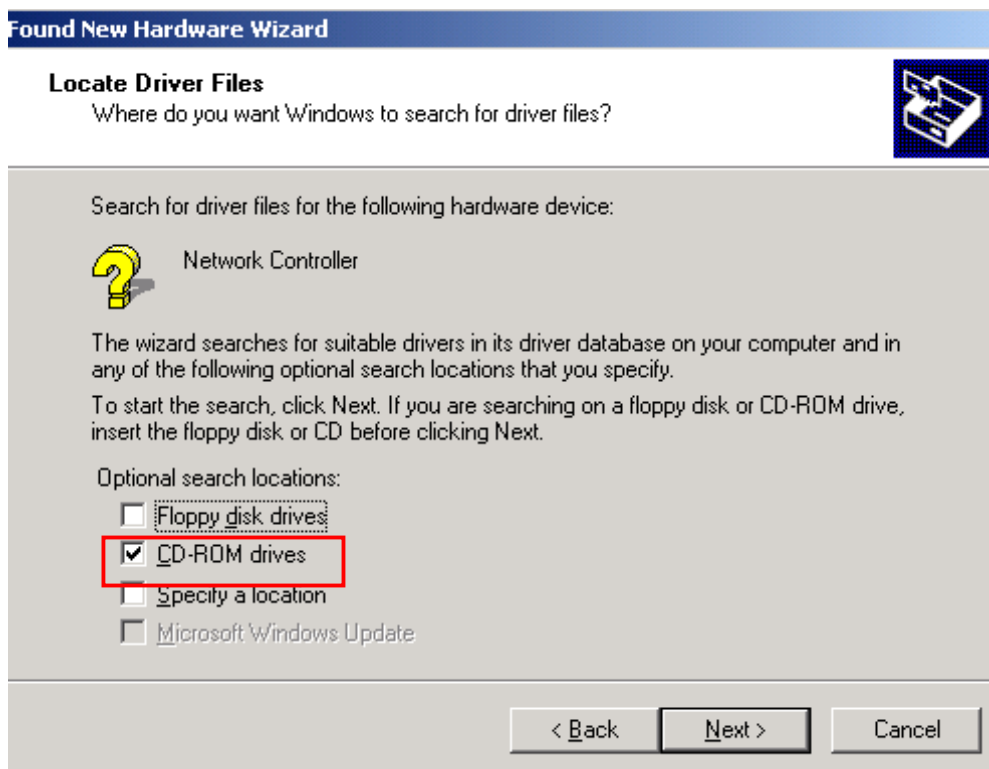 Found New Hardware Wizard
Locate Driver Files
Where do you want Windows to search for driver files?
Search for driver files for the following hardware device:
Network Controller
The wizard searches for suitable drivers in its driver database on your computer and in
any of the following optional search locations that you specify.
To start the search, click Next. If you are searching on a floppy disk or CD-ROM drive,
insert the floppy disk or CD before clicking Next.
Optional search locations:
Floppy disk drives
CD-ROM drives
Specify a location
Microsoft Windows Update
< Back Next > Cancel